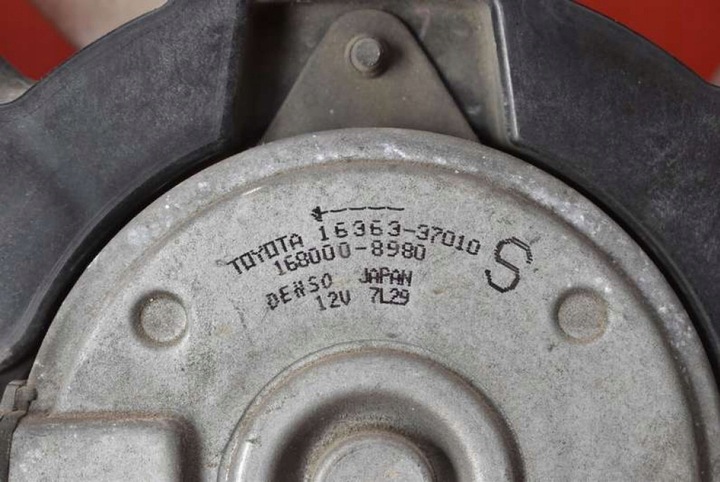 TOYOTA 16363-37010
168000-8980 S
DENSO JAPAN
12V 7L29